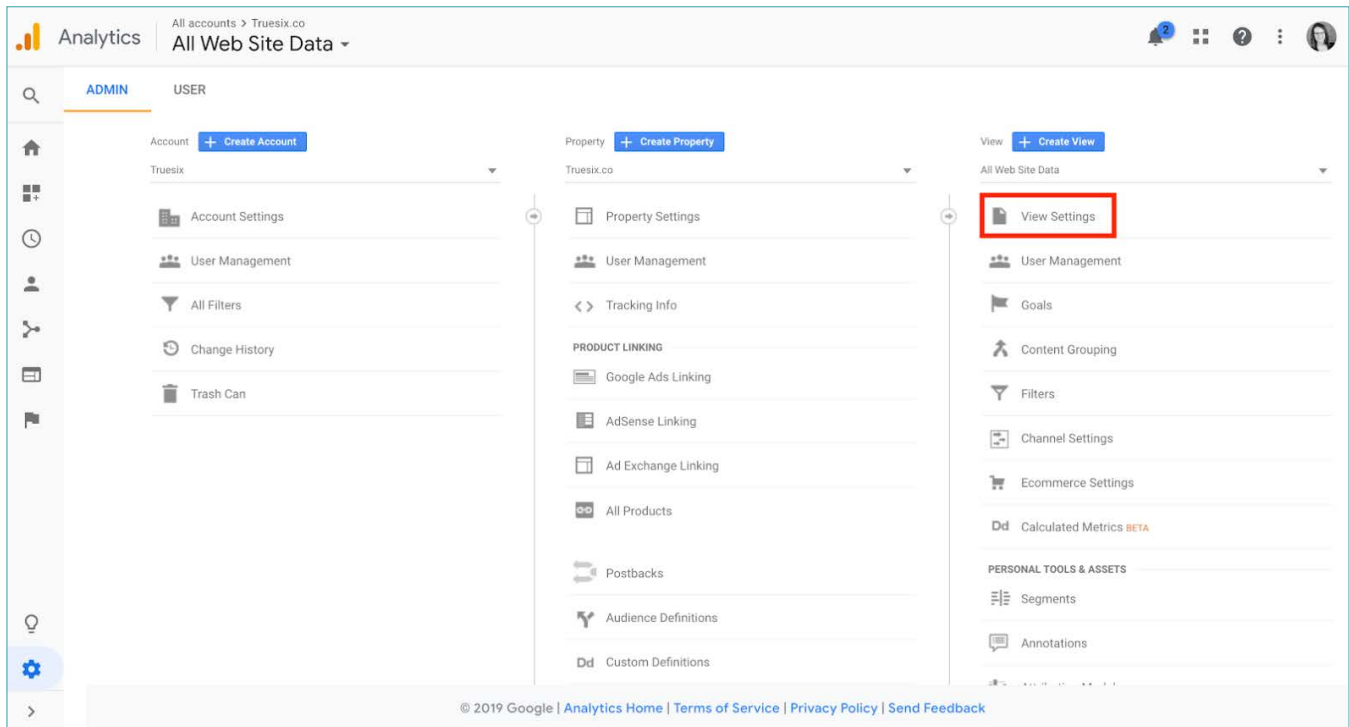 All accounts > Truesix.co
Analytics
All Web Site Data
2
ADMIN USER
Account + Create Account
Truesix
Account Settings
User Management
All Filters
Change History
Trash Can
Property + Create Property
Truesix.co
Property Settings
User Management
Tracking Info
PRODUCT LINKING
Google Ads Linking
AdSense Linking
Ad Exchange Linking
All Products
Postbacks
Audience Definitions
Dd Custom Definitions
View + Create View
All Web Site Data
View Settings
User Management
Goals
Content Grouping
Filters
Channel Settings
Ecommerce Settings
Dd Calculated Metrics BETA
PERSONAL TOOLS & ASSETS
Segments
Annotations
© 2019 Google | Analytics Home | Terms of Service | Privacy Policy | Send Feedback